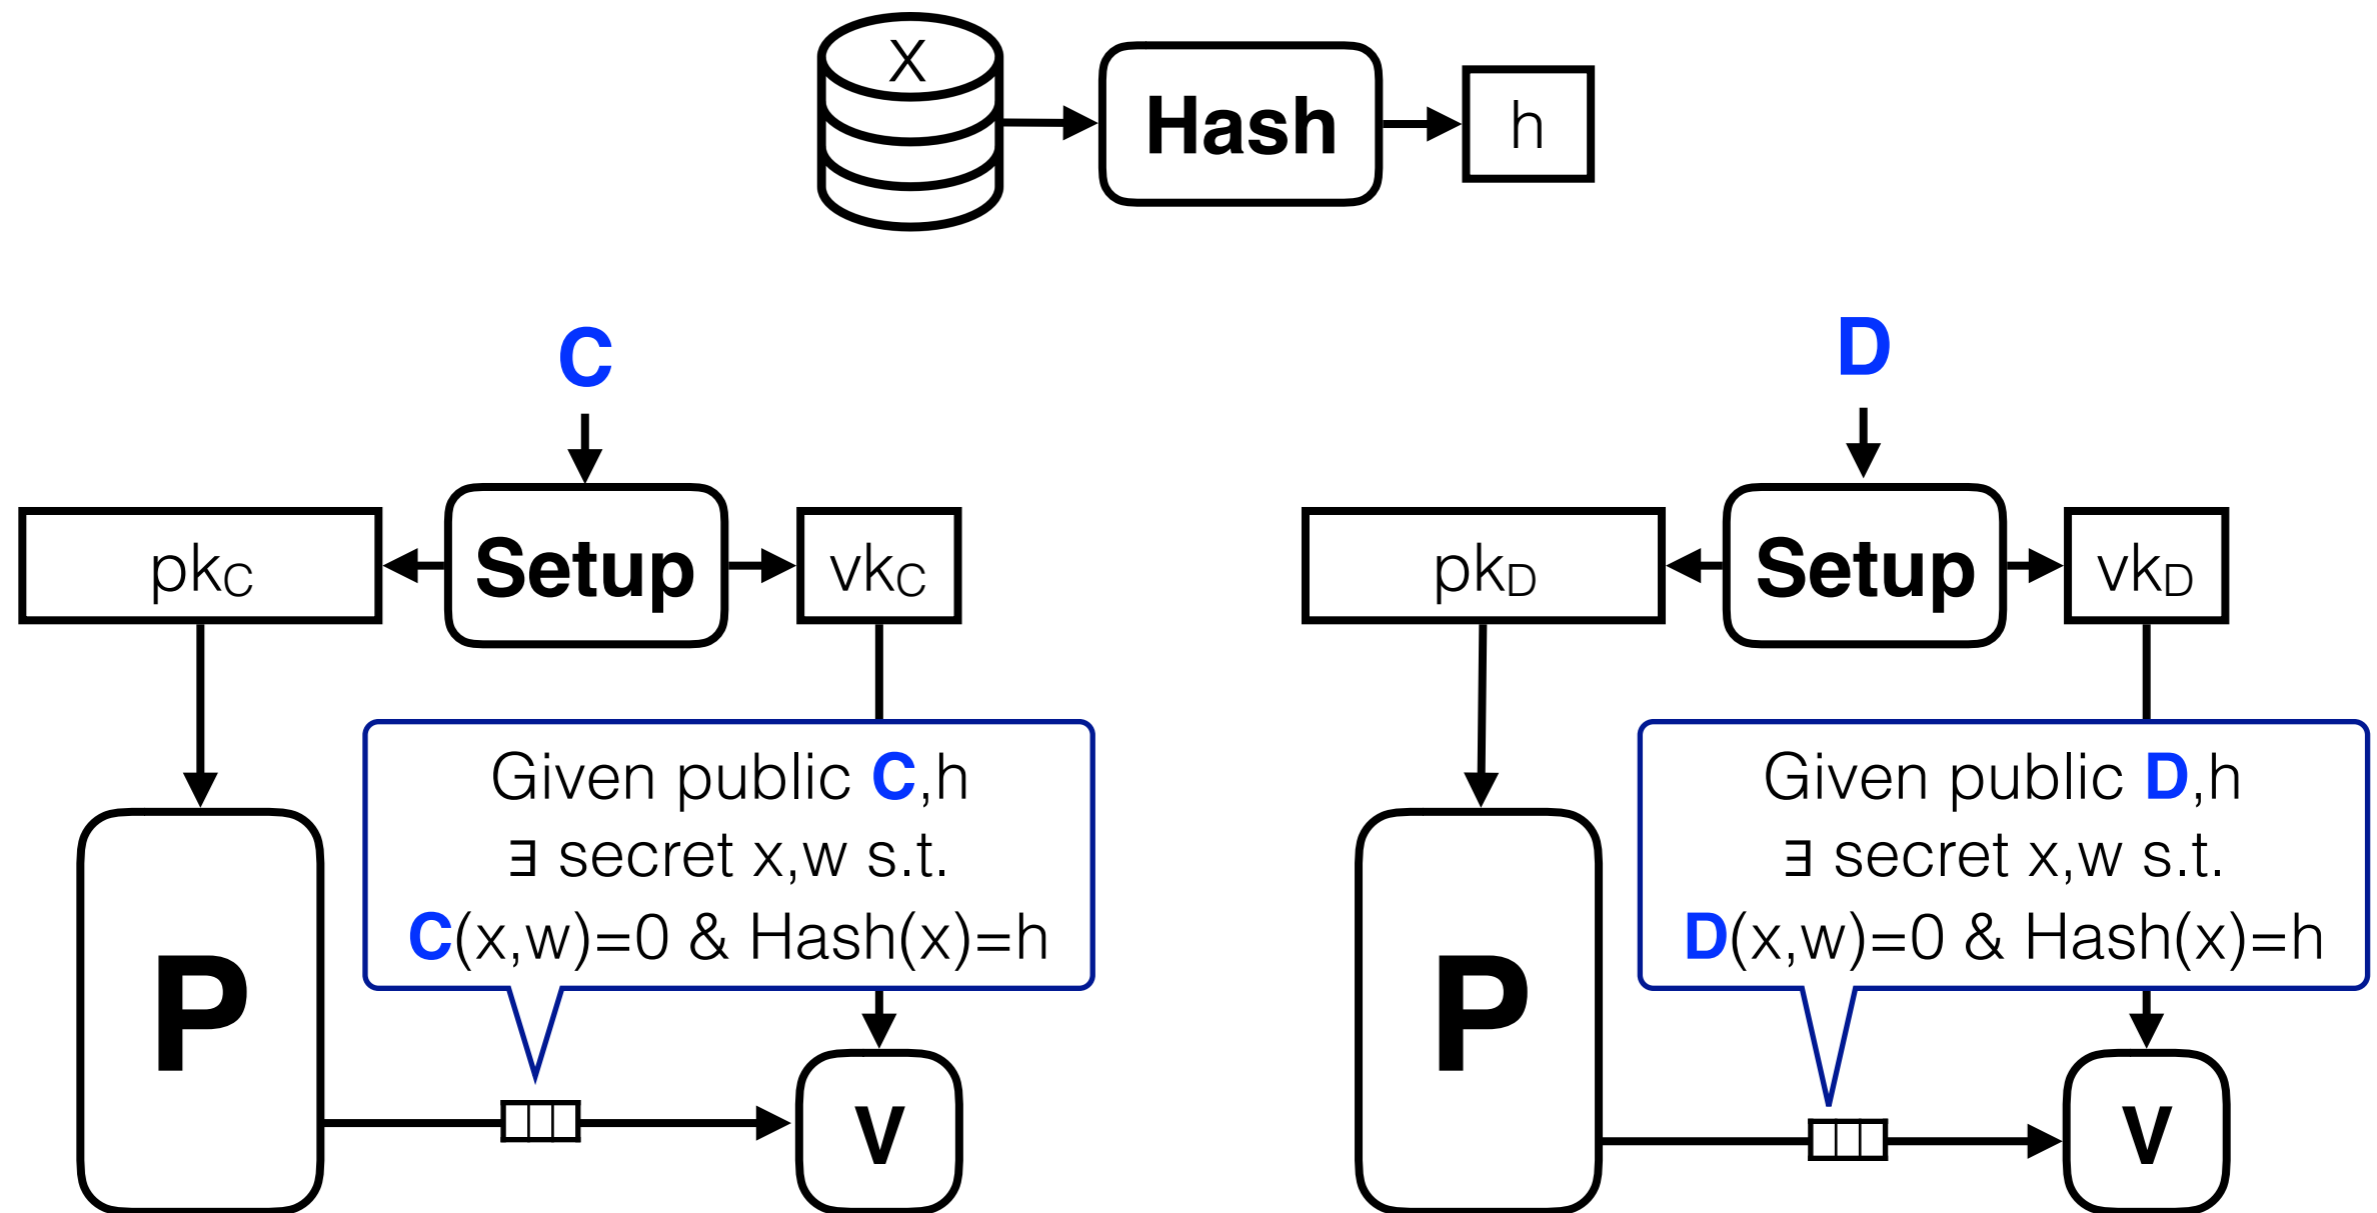 X
Hash
h
C
D
pkC
Setup
vkC
pkD
Setup
vkD
Given public C,h
∃ secret x,w s.t.
C(x,w)=0 & Hash(x)=h
Given public D,h
∃ secret x,w s.t.
D(x,w)=0 & Hash(x)=h
P
V
P
V